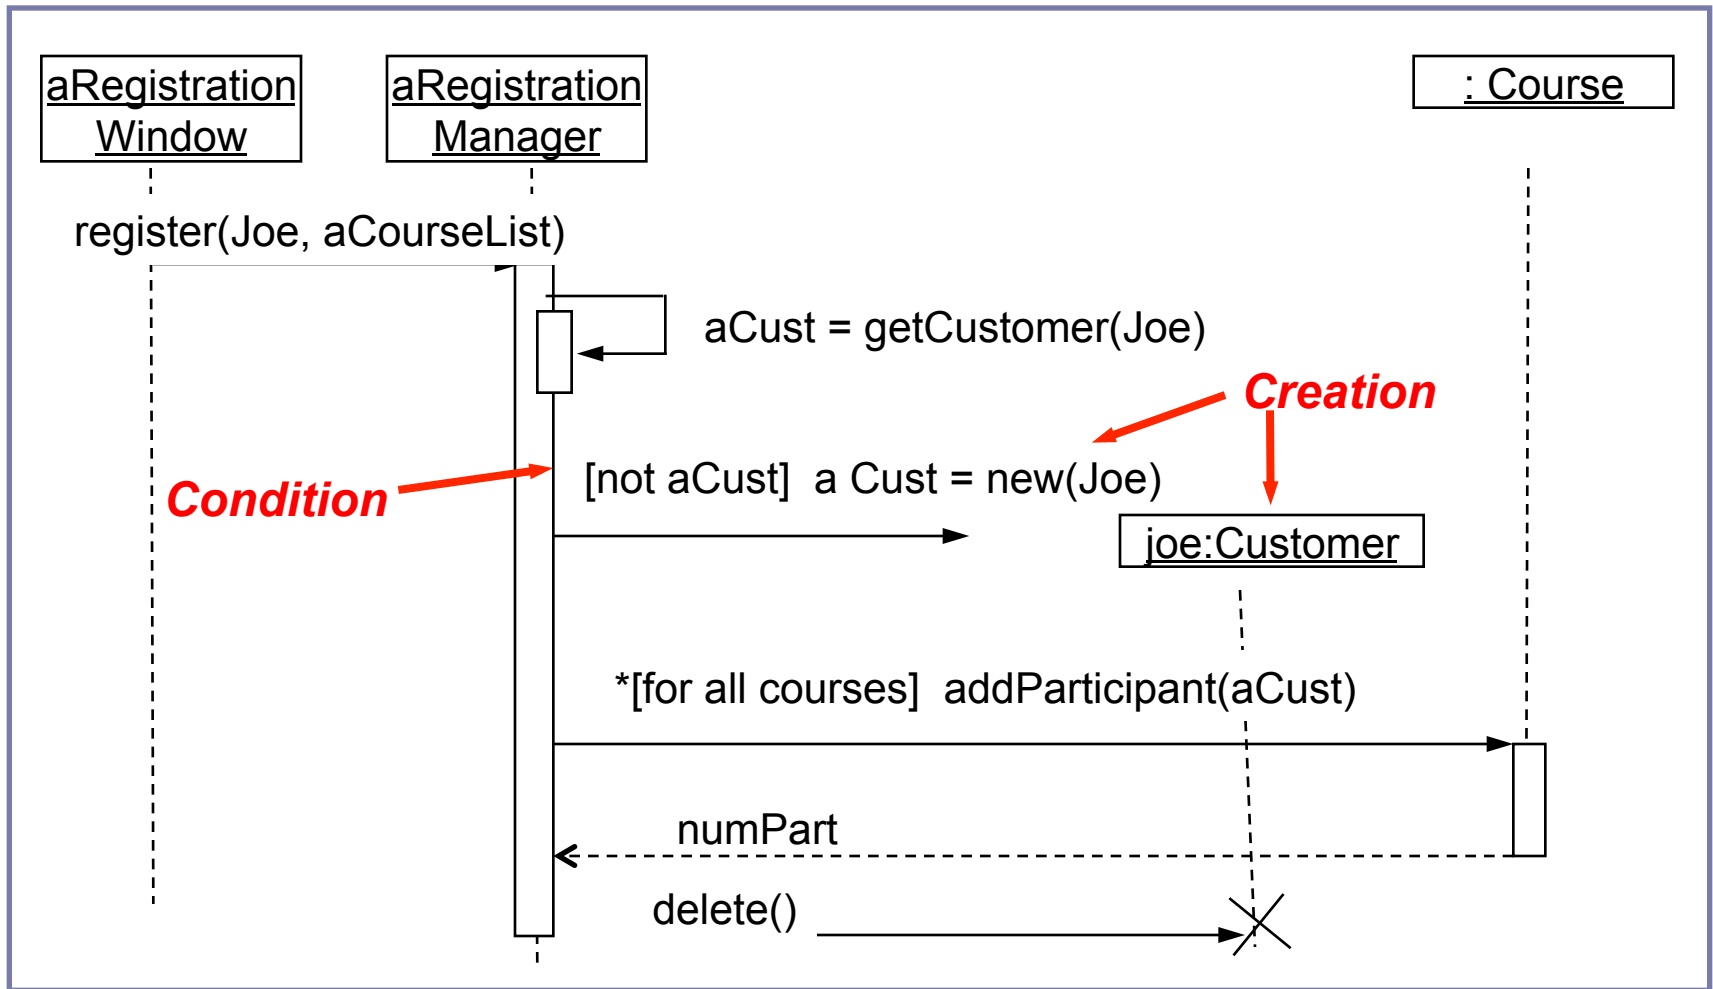 aRegistration
Window
aRegistration
Manager
: Course
register(Joe, aCourseList)
aCust = getCustomer(Joe)
Creation
[not aCust]  a Cust = new(Joe)
Condition
joe:Customer
*[for all courses]  addParticipant(aCust)
numPart
delete()